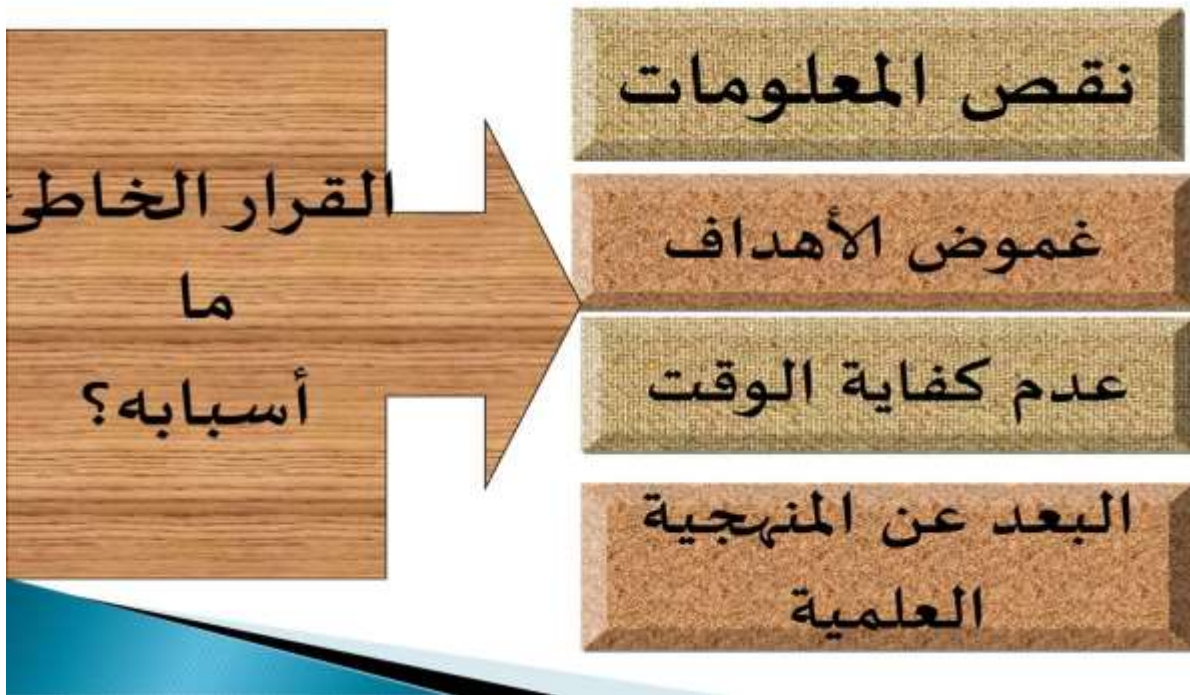 القرار الخاطئ
ما
أسبابه؟
نقص المعلومات
غموض الأهداف
عدم كفاية الوقت
البعد عن المنهجية
العلمية